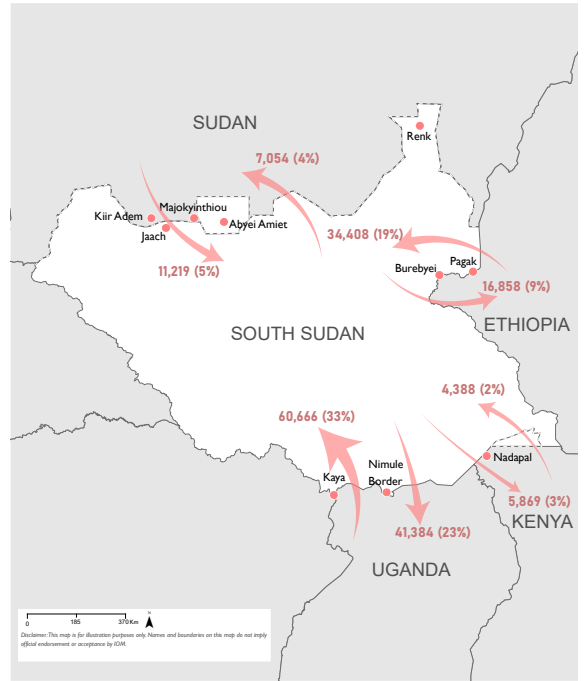 SUDAN
Renk
7,054 (4%)
Majokyinthiou
Kiir Adem
Abyei Amiet
Jaach
34,408 (19%)
11,219 (5%)
Pagak
Burebyei
16,858 (9%)
ETHIOPIA
SOUTH SUDAN
4,388 (2%)
60,666 (33%)
Nadapal
Nimule
Border
Kaya
5,869 (3%)
KENYA
41,384 (23%)
UGANDA
0 185 370 Km
N
Disclaimer: This map is for illustration purposes only. Names and boundaries on this map do not imply
official endorsement or acceptance by IOM.